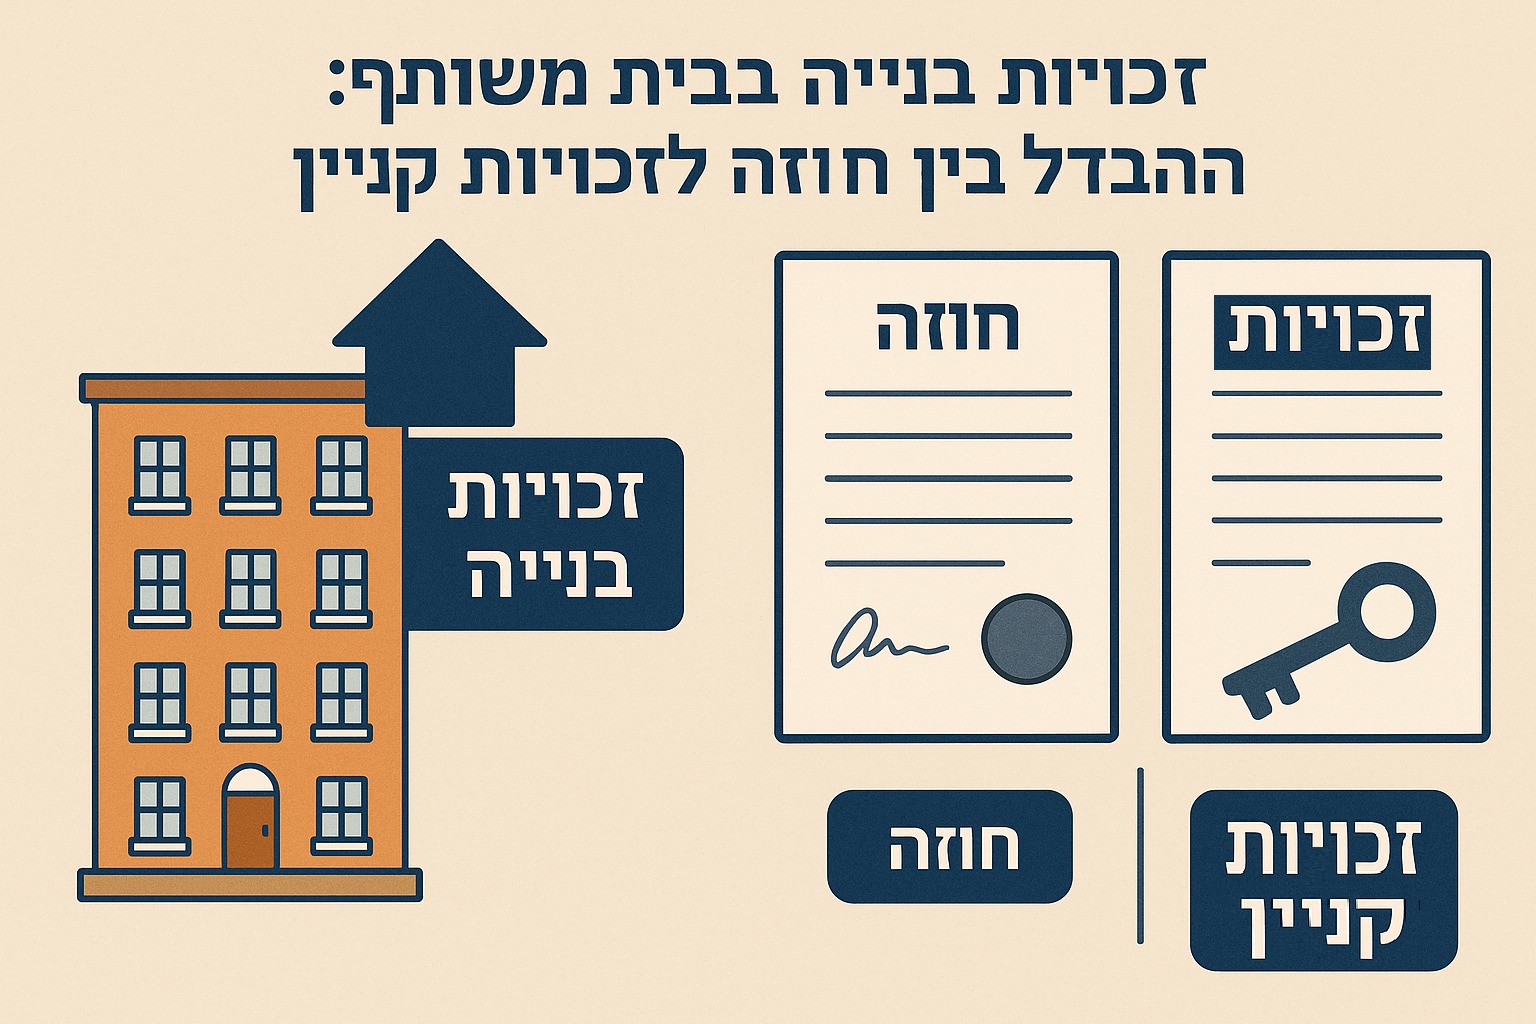 זכויות בנייה בבית משותף:
ההבדל בין חוזה לזכויות קניין
זכויות
חוזה
זכויות
בנייה
זכויות
קניין
חוזה